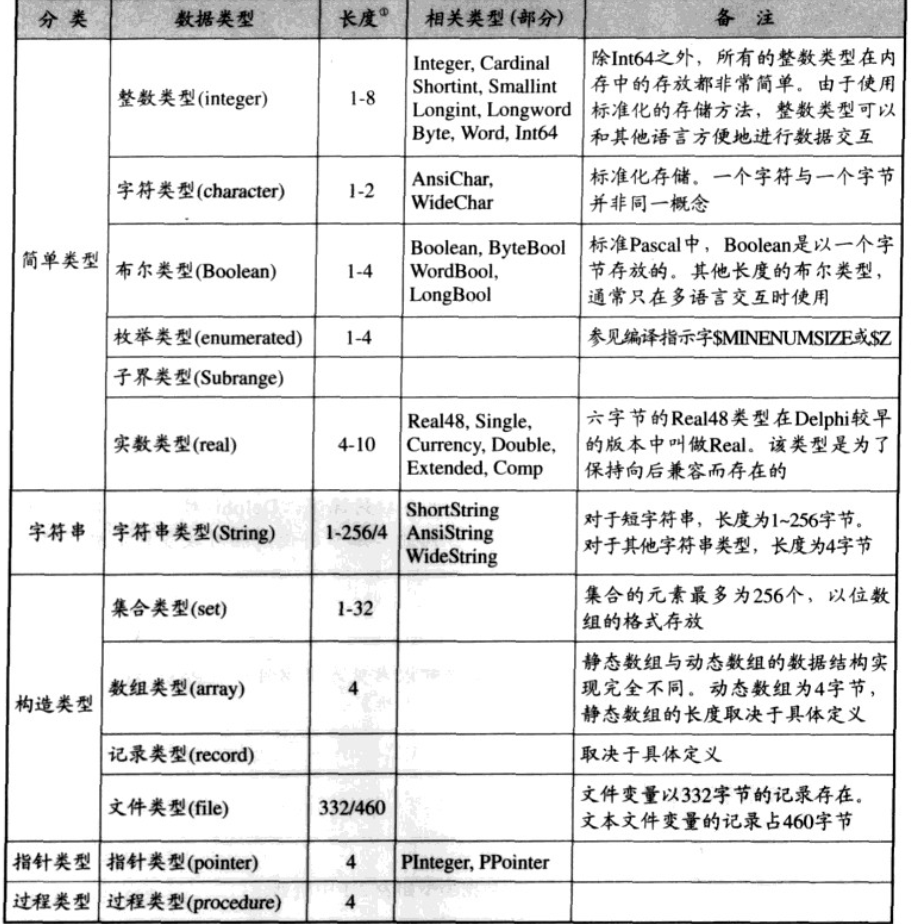 分 类 数据类型 长度① 相关类型(部分) 备 注
简单类型
整数类型(integer)
1-8
Integer, Cardinal
Shortint, Smallint
Longint, Longword
Byte, Word, Int64
除Int64之外，所有的整数类型在内
存中的存放都非常简单。由于使用
标准化的存储方法，整数类型可以
和其他语言方便地进行数据交互
字符类型(character)
1-2
AnsiChar,
WideChar
标准化存储。一个字符与一个字节
并非同一概念
布尔类型(Boolean)
1-4
Boolean, ByteBool
WordBool,
LongBool
标准Pascal中，Boolean是以一个字
节存放的。其他长度的布尔类型，
通常只在多语言交互时使用
枚举类型(enumerated)
1-4
参见编译指示字$MINENUMSIZE或$Z
子界类型(Subrange)
实数类型(real)
4-10
Real48, Single,
Currency, Double,
Extended, Comp
六字节的Real48类型在Delphi较早
的版本中叫做Real。该类型是为了
保持向后兼容而存在的
字符串
字符串类型(String)
1-256/4
ShortString
AnsiString
WideString
对于短字符串，长度为1~256字节。
对于其他字符串类型，长度为4字节
构造类型
集合类型(set)
1-32
集合的元素最多为256个，以位数
组的格式存放
数组类型(array)
4
静态数组与动态数组的数据结构实
现完全不同。动态数组为4字节，
静态数组的长度取决于具体定义
记录类型(record)
取决于具体定义
文件类型(file)
332/460
文件变量以332字节的记录存在。
文本文件变量的记录占460字节
指针类型 指针类型(pointer) 4 PInteger, PPointer
过程类型 过程类型(procedure) 4